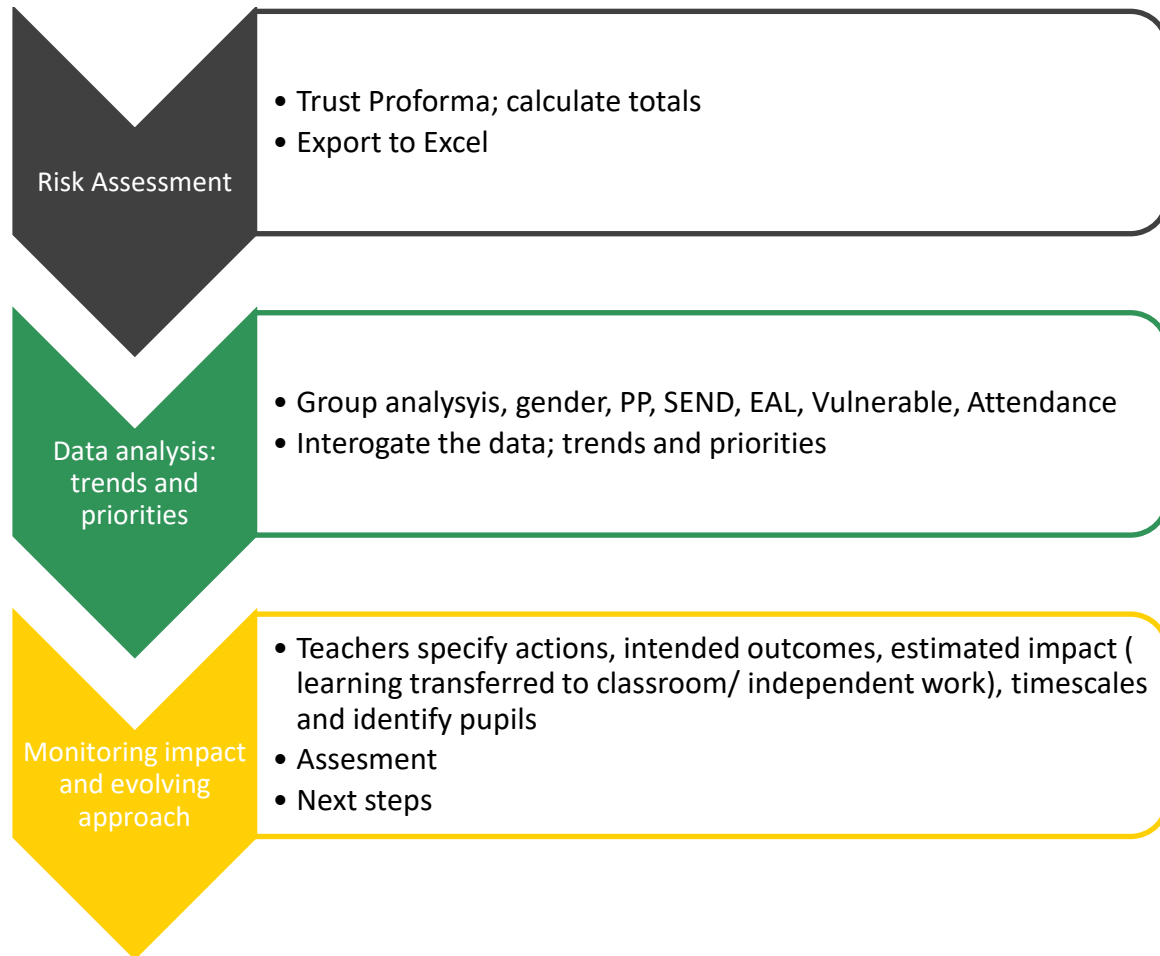 Risk Assessment
• Trust Proforma; calculate totals
• Export to Excel
Data analysis:
trends and
priorities
• Group analysyis, gender, PP, SEND, EAL, Vulnerable, Attendance
• Interogate the data; trends and priorities
Monitoring impact
and evolving
approach
• Teachers specify actions, intended outcomes, estimated impact (
learning transferred to classroom/ independent work), timescales
and identify pupils
• Assesment
• Next steps